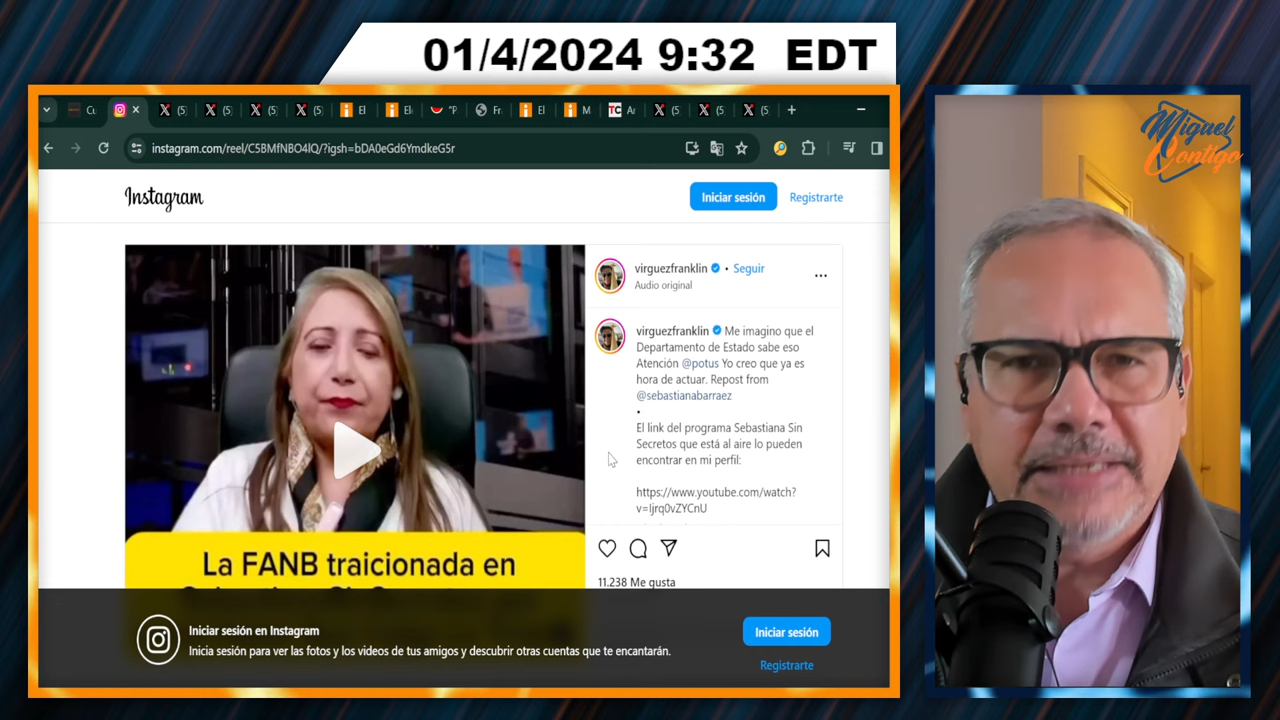 01/4/2024 9:32 EDT
Miguel
Contigo
instagram.com/reel/C5BMfNBO4lQ/?igsh=bDA0eGd6YmdkeG5r
Instagram
Iniciar sesión
Registrarte
virguezfranklin • Seguir
Audio original
virguezfranklin Me imagino que el
Departamento de Estado sabe eso
Atención @potus Yo creo que ya es
hora de actuar. Repost from
@sebastianabarraez
•
El link del programa Sebastiana Sin
Secretos que está al aire lo pueden
encontrar en mi perfil:
https://www.youtube.com/watch?
v=Ijrq0vZYCnU
La FANB traicionada en
11.238 Me gusta
Iniciar sesión en Instagram
Inicia sesión para ver las fotos y los videos de tus amigos y descubrir otras cuentas que te encantarán.
Iniciar sesión
Registrarte